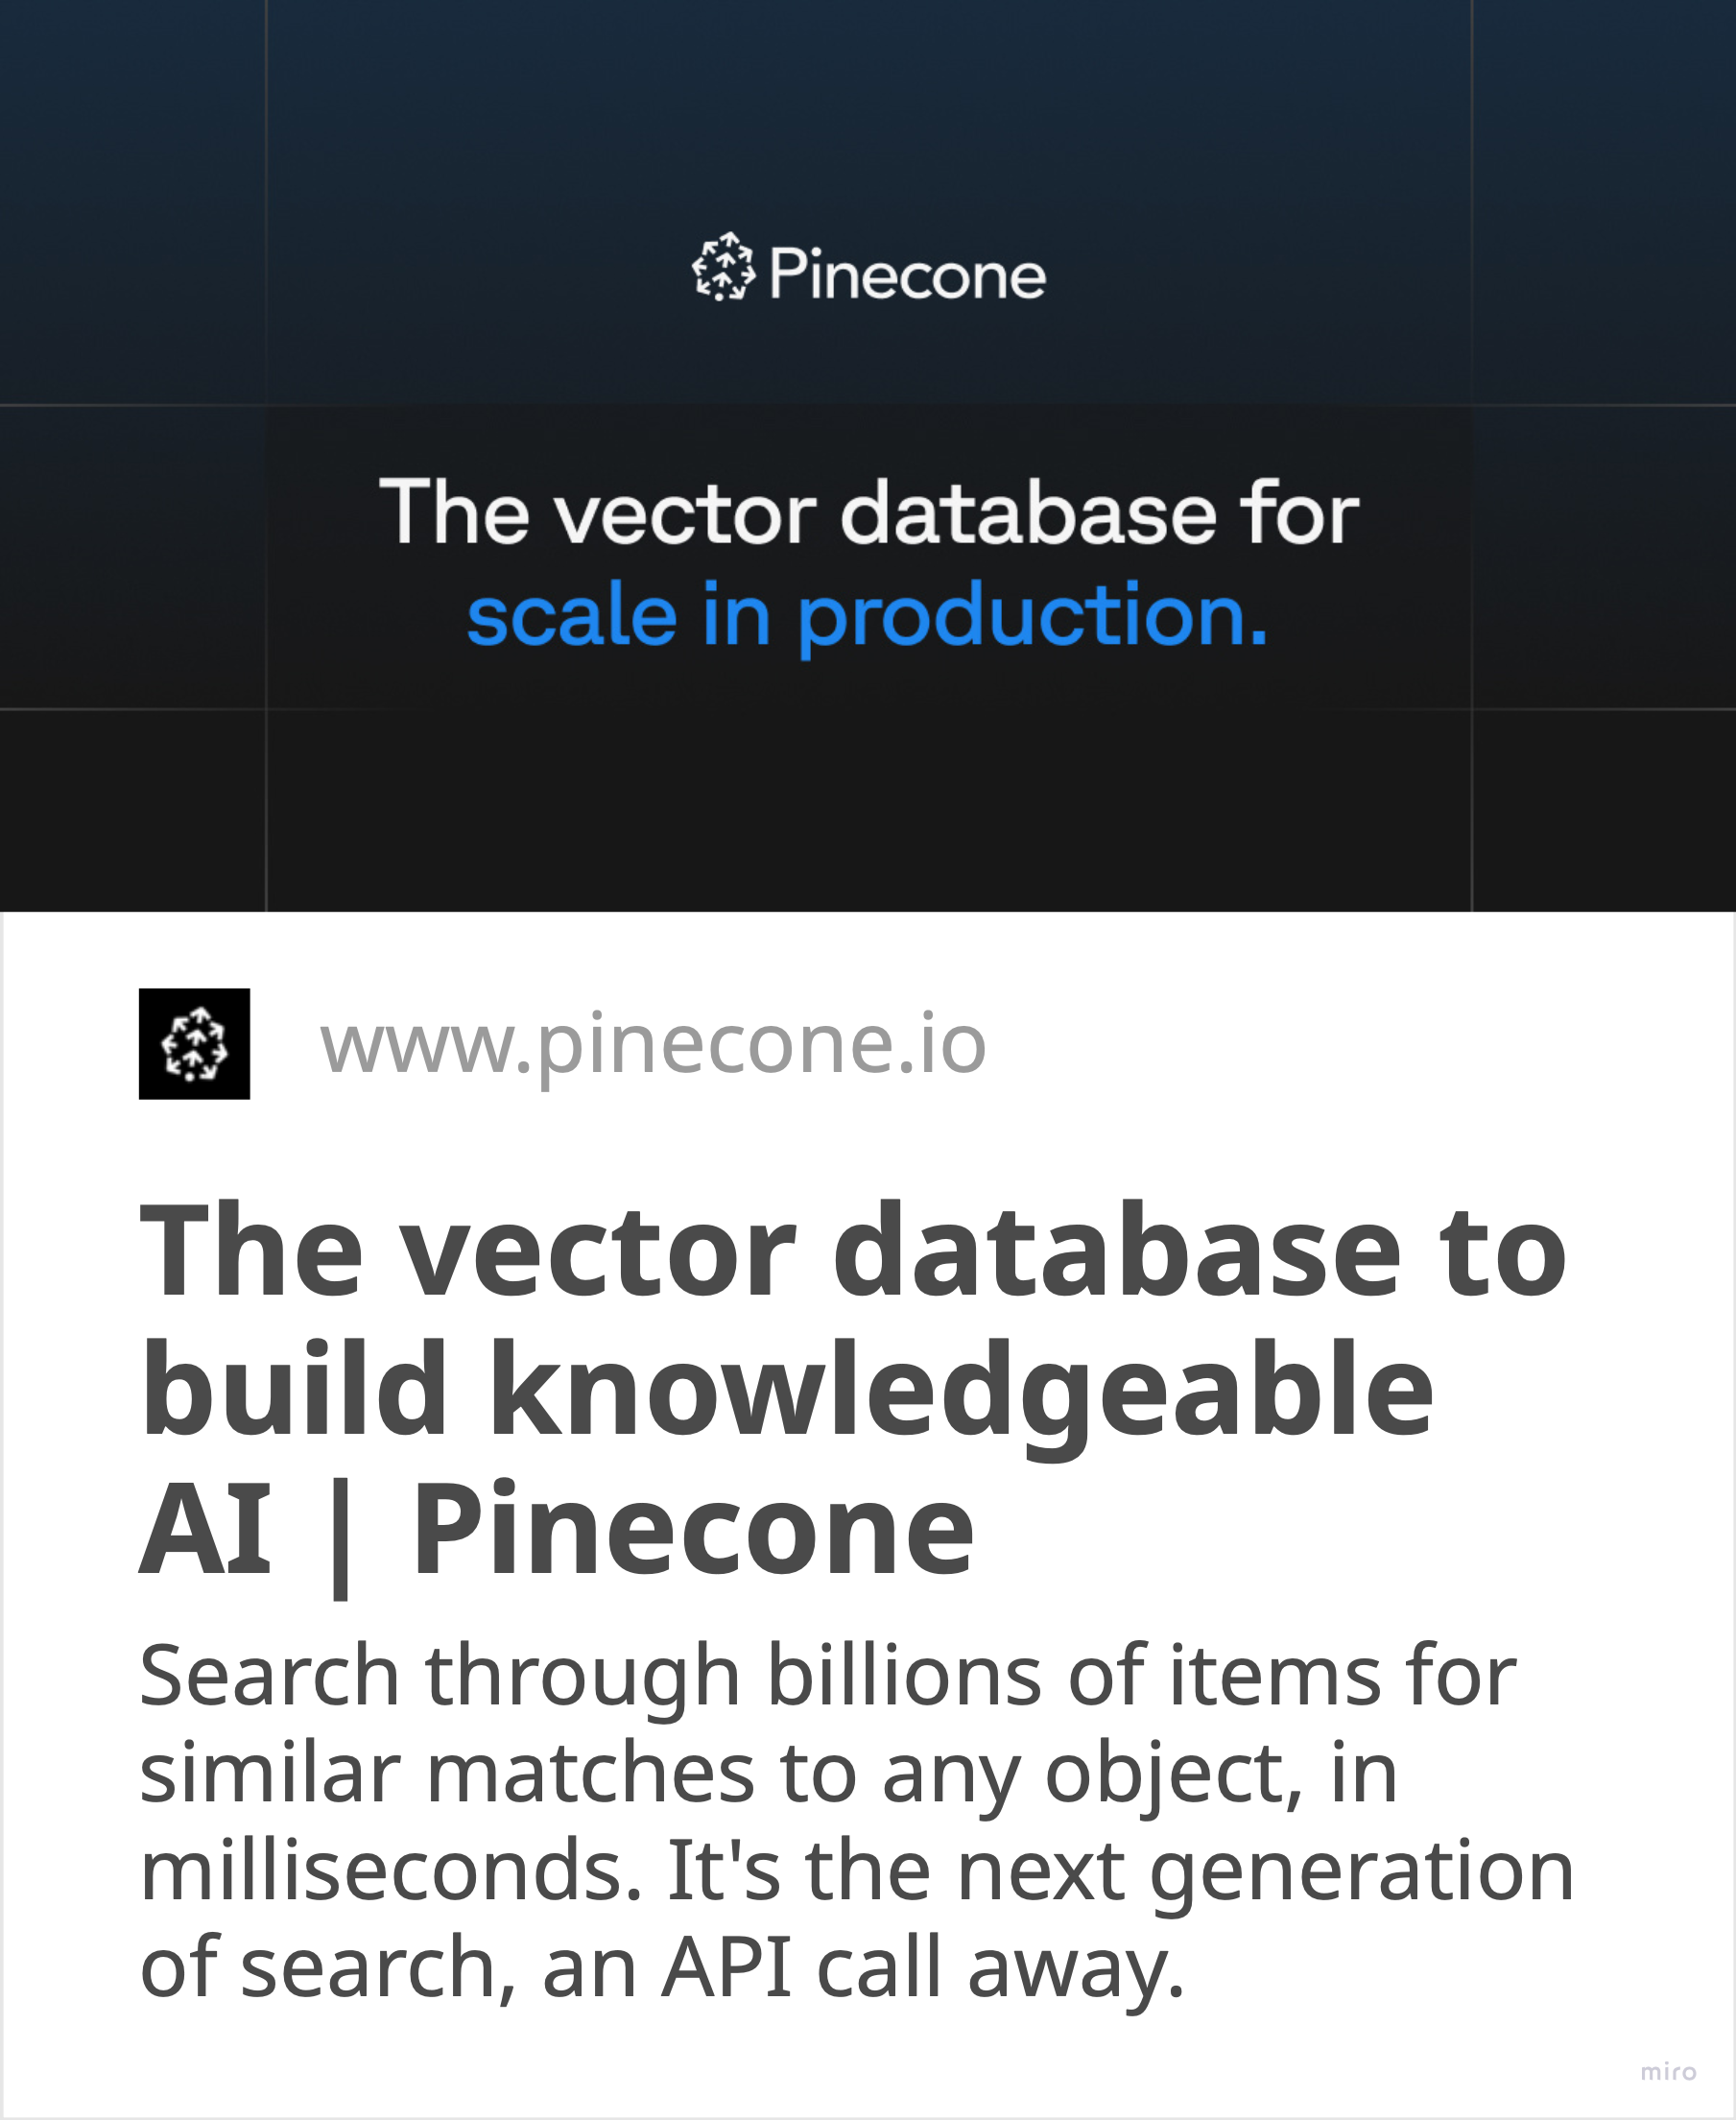 Pinecone
The vector database for
scale in production.
www.pinecone.io
The vector database to
build knowledgeable
AI | Pinecone
Search through billions of items for
similar matches to any object, in
milliseconds. It's the next generation
of search, an API call away.
miro